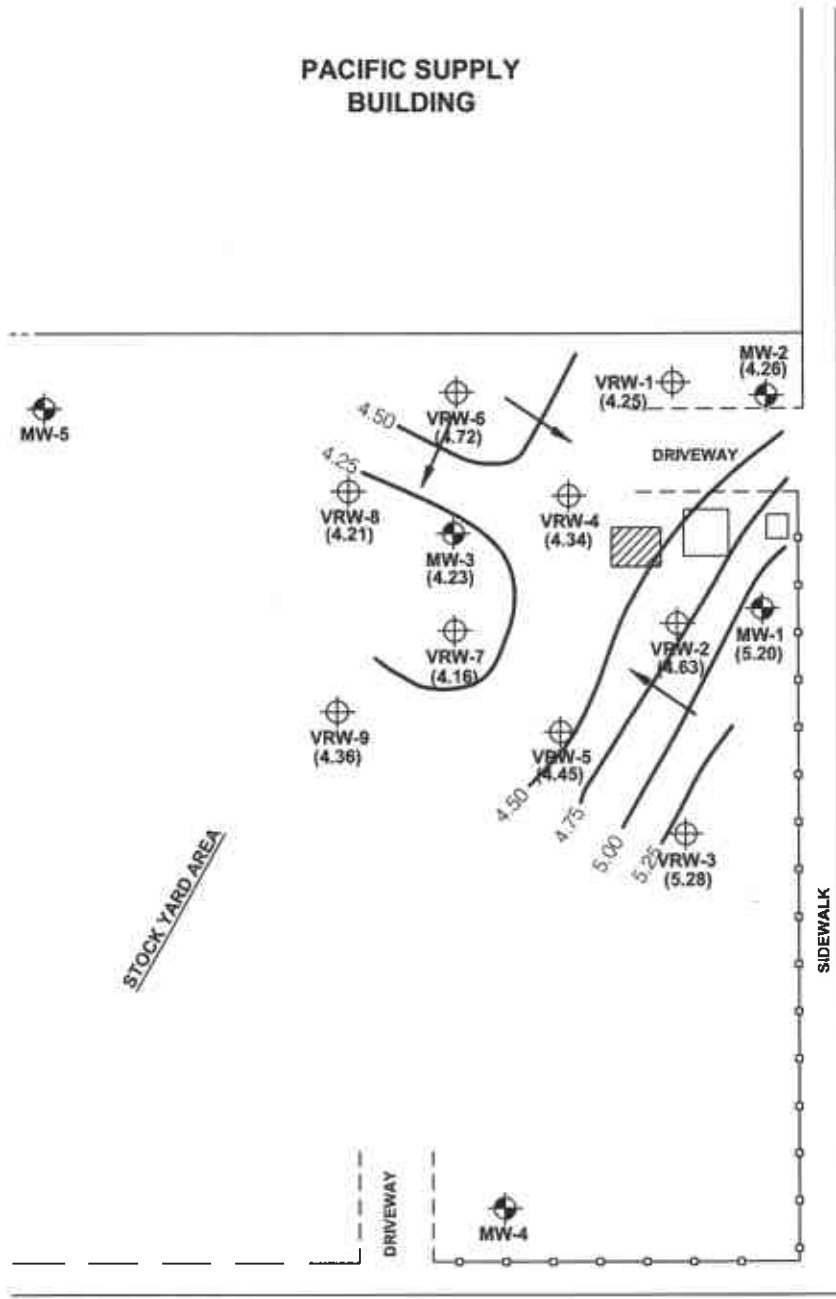 PACIFIC SUPPLY
BUILDING
MW-2
(4.26)
VRW-1
(4.25)
MW-5
VRW-6
(4.72)
4.50
DRIVEWAY
4.25
VRW-8
(4.21)
VRW-4
(4.34)
MW-3
(4.23)
VRW-7
(4.16)
VRW-2
(4.63)
MW-1
(5.20)
VRW-9
(4.36)
VRW-5
(4.45)
4.50
4.75
5.00
5.25
VRW-3
(5.28)
STOCK YARD AREA
SIDEWALK
DRIVEWAY
MW-4